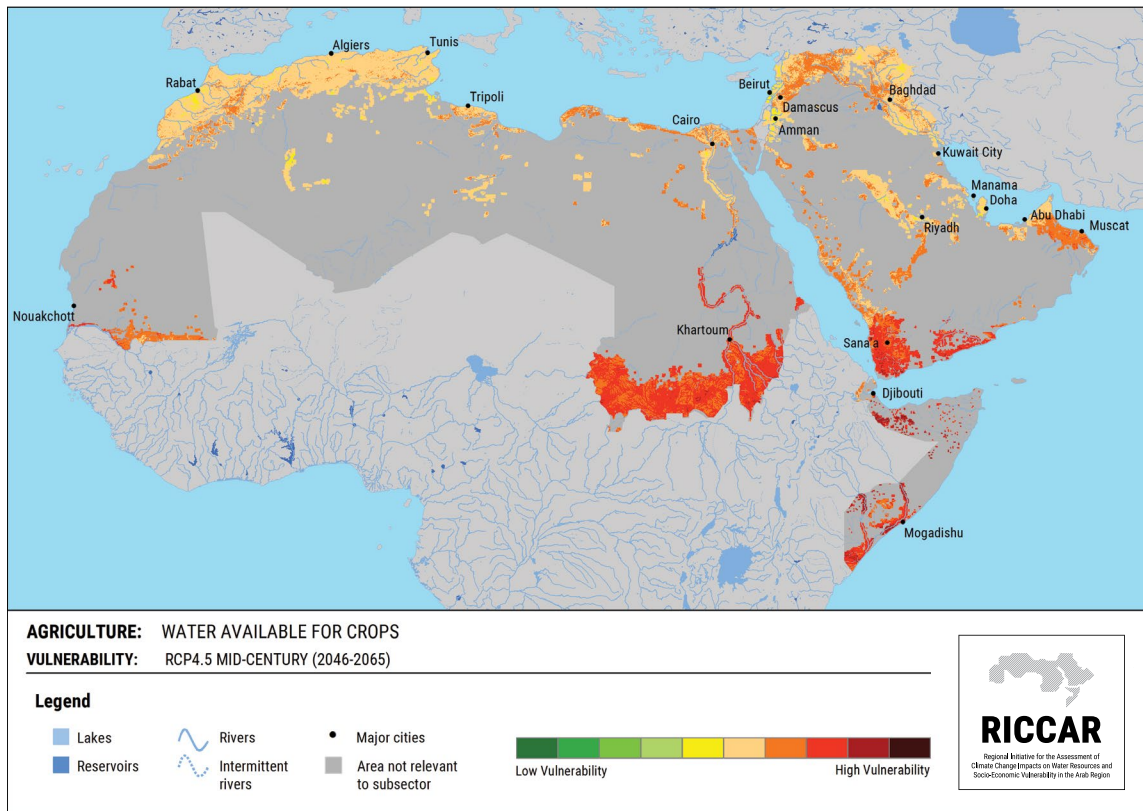 Algiers
Tunis
Rabat
Tripoli
Beirut
Damascus
Baghdad
Cairo
Amman
Kuwait City
Manama
Doha
Abu Dhabi
Muscat
Riyadh
Nouakchott
Khartoum
Sana'a
Djibouti
Mogadishu
AGRICULTURE: WATER AVAILABLE FOR CROPS
VULNERABILITY: RCP4.5 MID-CENTURY (2046-2065)
Legend
Lakes
Reservoirs
Rivers
Intermittent
rivers
Major cities
Area not relevant
to subsector
Low Vulnerability
High Vulnerability
RICCAR
Regional Initiative for the Assessment of
Climate Change Impacts on Water Resources and
Socio-Economic Vulnerability in the Arab Region